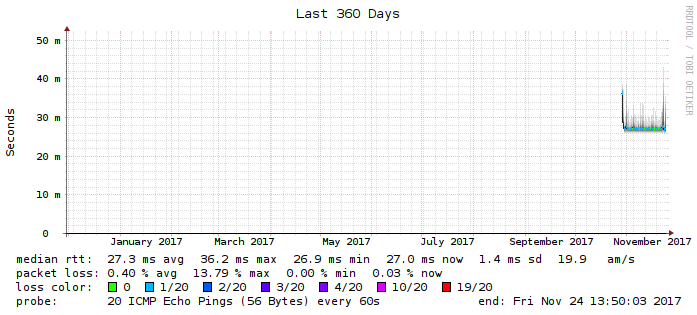 Last 360 Days
RRDTOOL / TOBI OETIKER
Seconds
50 m
40 m
30 m
20 m
10 m
0
January 2017 March 2017 May 2017 July 2017 September 2017 November 2017
median rtt: 27.3 ms avg 36.2 ms max 26.9 ms min 27.0 ms now 1.4 ms sd 19.9 am/s
packet loss: 0.40 % avg 13.79 % max 0.00 % min 0.03 % now
loss color: 0 1/20 2/20 3/20 4/20 10/20 19/20
probe: 20 ICMP Echo Pings (56 Bytes) every 60s end: Fri Nov 24 13:50:03 2017